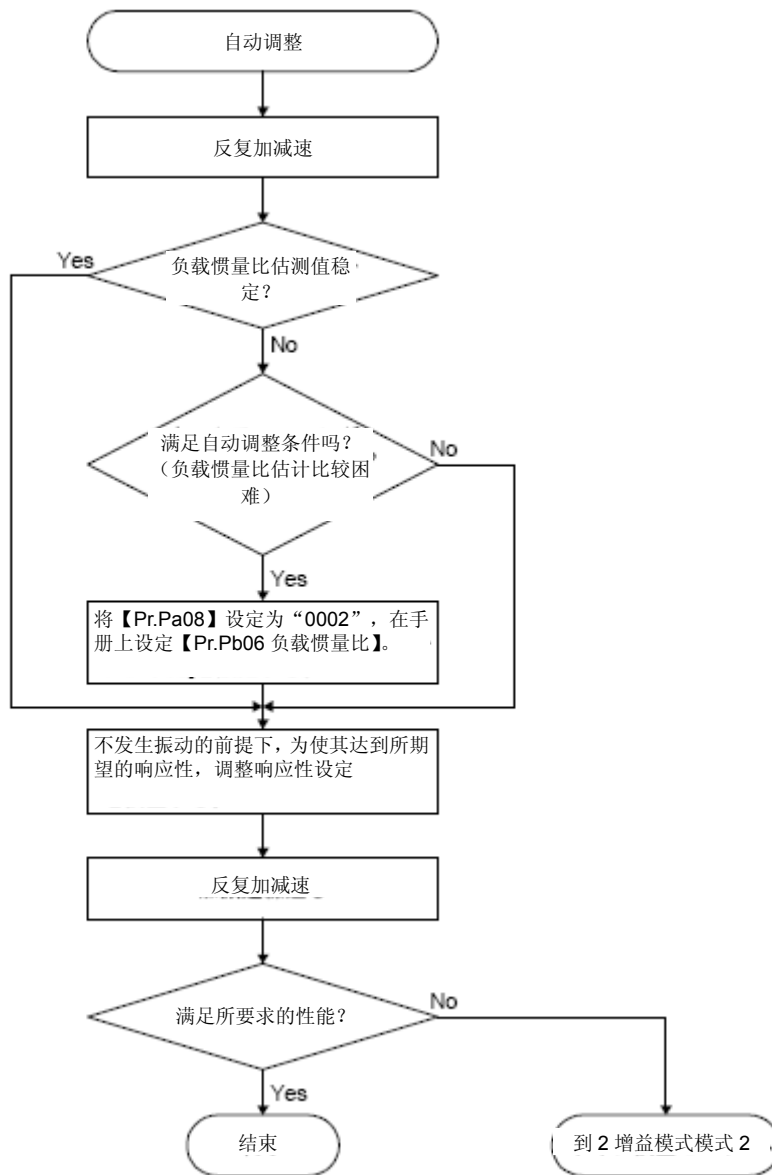 自动调整
反复加减速
Yes
负载惯量比估测值稳
定？
No
满足自动调整条件吗？
（负载惯量比估计比较困
难）
No
Yes
将【Pr.Pa08】设定为“0002”，在手
册上设定【Pr.Pb06 负载惯量比】。
不发生振动的前提下，为使其达到所期
望的响应性，调整响应性设定
反复加减速
满足所要求的性能？
No
Yes
结束
到 2 增益模式模式 2